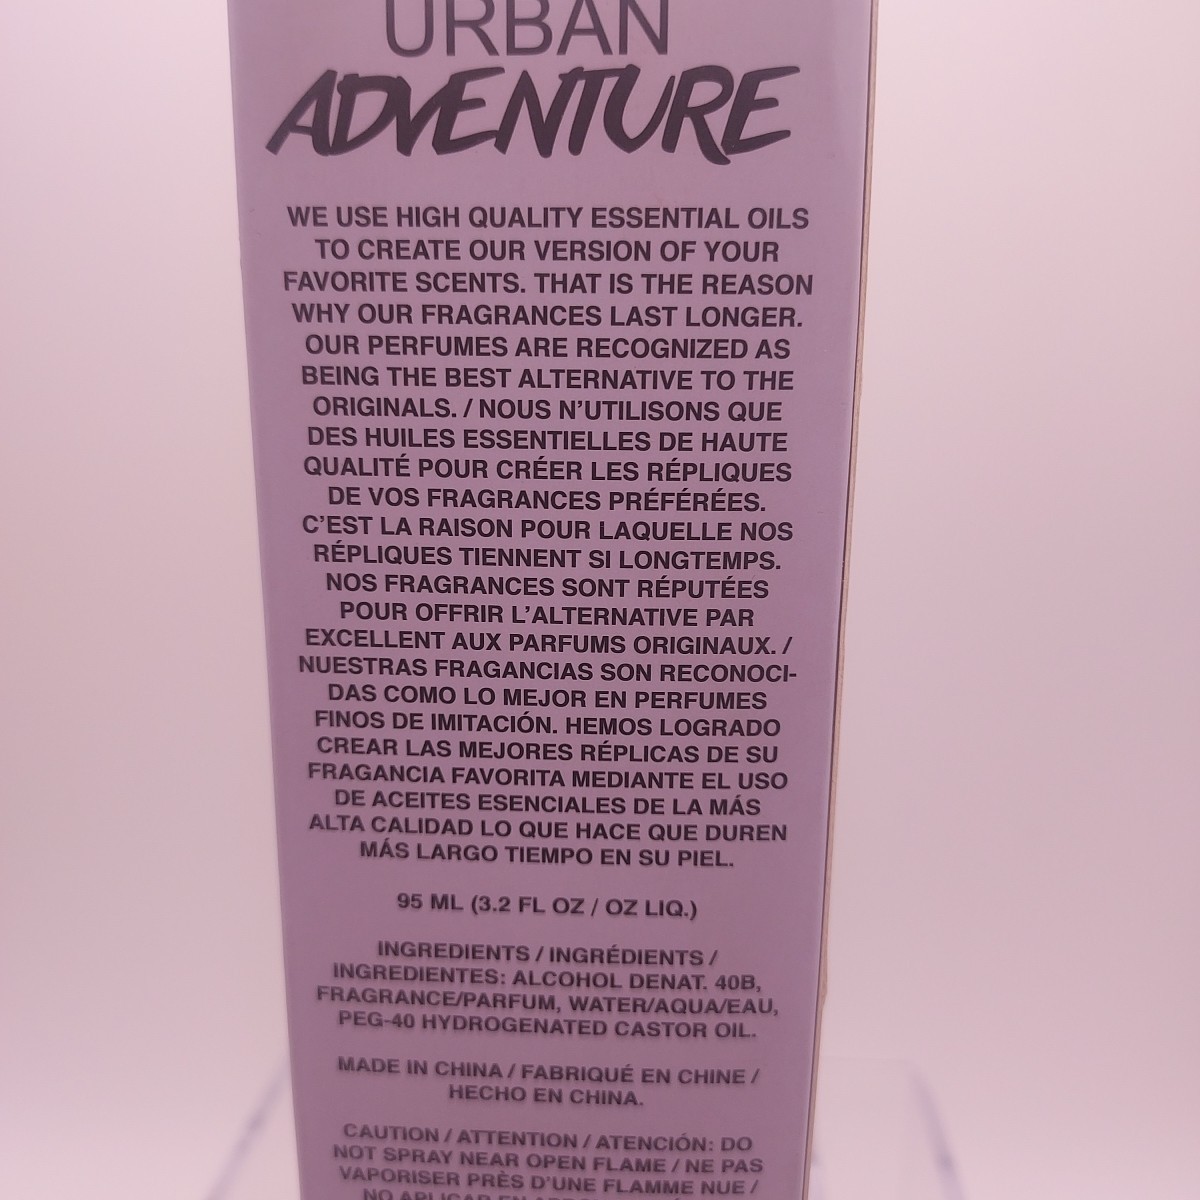 URBAN
ADVENTURE
WE USE HIGH QUALITY ESSENTIAL OILS
TO CREATE OUR VERSION OF YOUR
FAVORITE SCENTS. THAT IS THE REASON
WHY OUR FRAGRANCES LAST LONGER.
OUR PERFUMES ARE RECOGNIZED AS
BEING THE BEST ALTERNATIVE TO THE
ORIGINALS. / NOUS N'UTILISONS QUE
DES HUILES ESSENTIELLES DE HAUTE
QUALITÉ POUR CRÉER LES RÉPLIQUES
DE VOS FRAGRANCES PRÉFÉRÉES.
C'EST LA RAISON POUR LAQUELLE NOS
RÉPLIQUES TIENNENT SI LONGTEMPS.
NOS FRAGRANCES SONT RÉPUTÉES
POUR OFFRIR L'ALTERNATIVE PAR
EXCELLENT AUX PARFUMS ORIGINAUX. /
NUESTRAS FRAGANCIAS SON RECONOCI-
DAS COMO LO MEJOR EN PERFUMES
FINOS DE IMITACIÓN. HEMOS LOGRADO
CREAR LAS MEJORES RÉPLICAS DE SU
FRAGANCIA FAVORITA MEDIANTE EL USO
DE ACEITES ESENCIALES DE LA MÁS
ALTA CALIDAD LO QUE HACE QUE DUREN
MÁS LARGO TIEMPO EN SU PIEL.
95 ML (3.2 FL OZ / OZ LIQ.)
INGREDIENTS / INGRÉDIENTS /
INGREDIENTES: ALCOHOL DENAT. 40B,
FRAGRANCE/PARFUM, WATER/AQUA/EAU,
PEG-40 HYDROGENATED CASTOR OIL.
MADE IN CHINA / FABRIQUÉ EN CHINE /
HECHO EN CHINA.
CAUTION / ATTENTION / ATENCIÓN: DO
NOT SPRAY NEAR OPEN FLAME / NE PAS
VAPORISER PRÈS D'UNE FLAMME NUE /
NO APLICAR EN